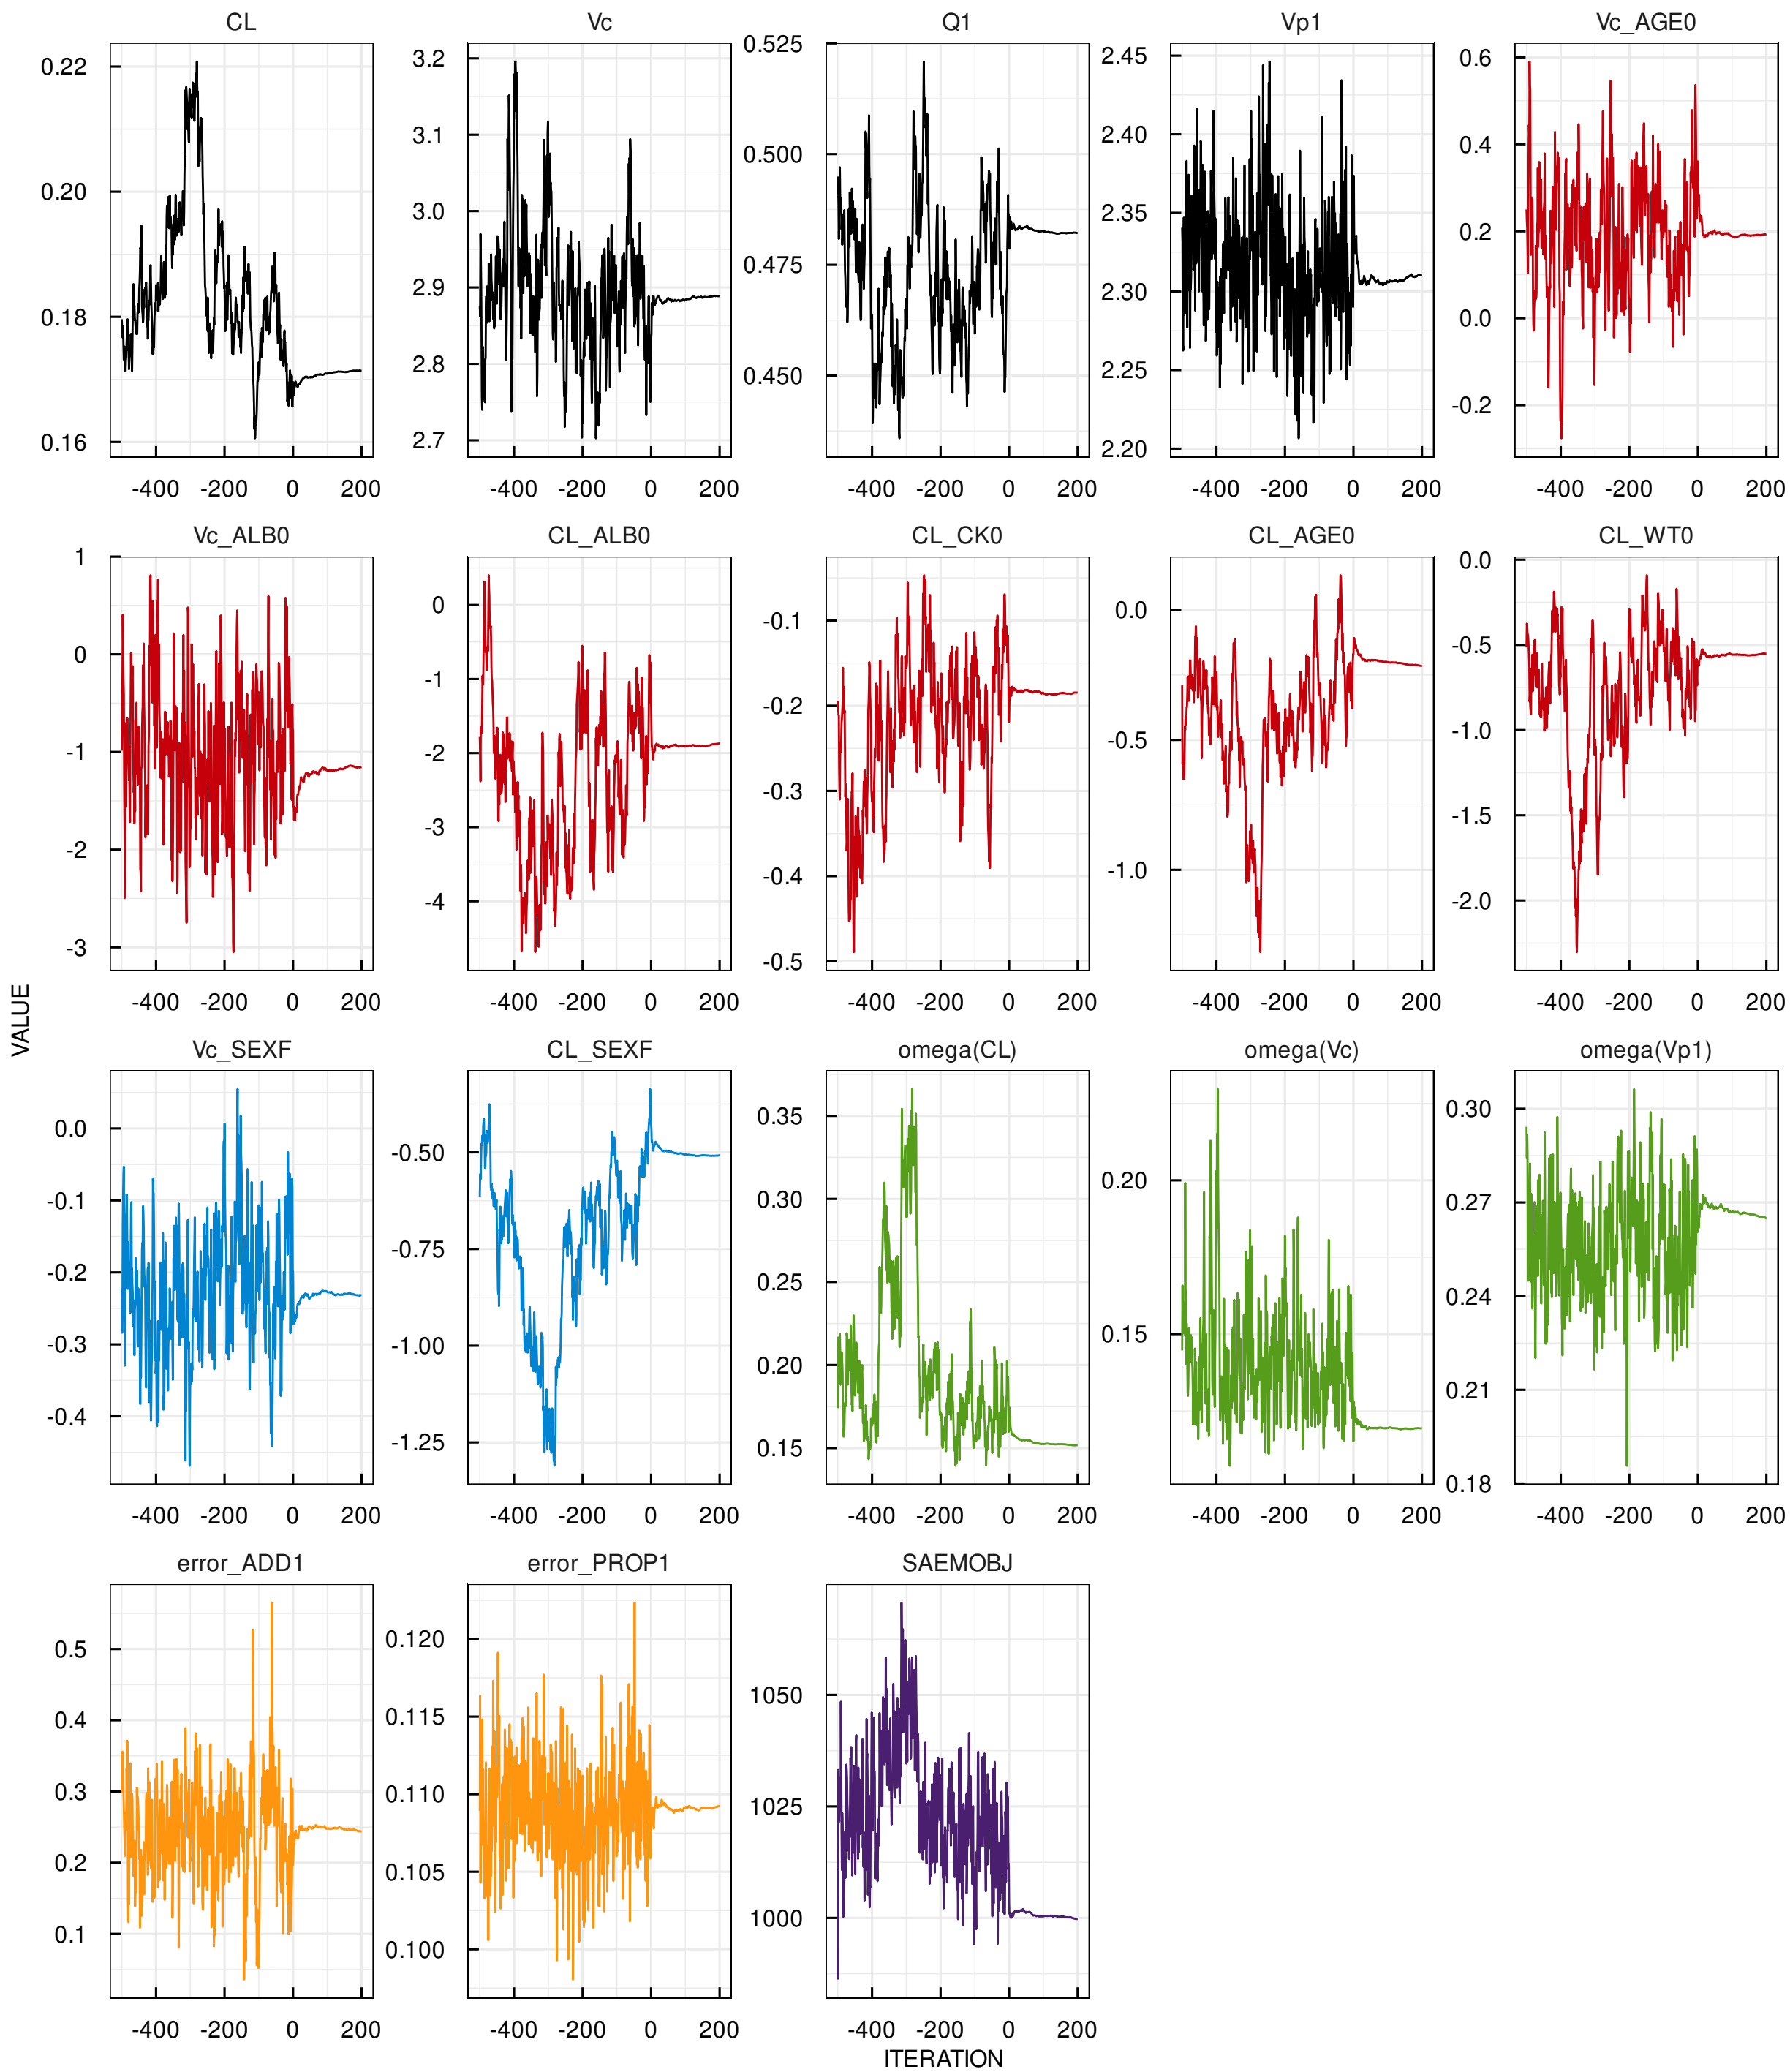 CL Vc Q1 Vp1 Vc_AGE0
0.22 3.2 0.525 2.45 0.6
0.20 3.1 0.500 2.40 0.4
0.18 3.0 0.475 2.35 0.2
0.16 2.9 0.450 2.30 0.0
2.8 2.25 -0.2
2.7 2.20
-400 -200 0 200 -400 -200 0 200 -400 -200 0 200 -400 -200 0 200 -400 -200 0 200
Vc_ALB0 CL_ALB0 CL_CK0 CL_AGE0 CL_WT0
1 0 -0.1 0.0 0.0
0 -1 -0.2 -0.5 -0.5
-1 -2 -0.3 -1.0 -1.0
-2 -3 -0.4 -1.5
-3 -4 -0.5 -2.0
-400 -200 0 200 -400 -200 0 200 -400 -200 0 200 -400 -200 0 200 -400 -200 0 200
VALUE
Vc_SEXF CL_SEXF omega(CL) omega(Vc) omega(Vp1)
0.0 -0.50 0.35 0.20 0.30
-0.1 -0.75 0.30 0.15 0.27
-0.2 -1.00 0.25 0.24
-0.3 -1.25 0.20 0.21
-0.4 0.15 0.18
-400 -200 0 200 -400 -200 0 200 -400 -200 0 200 -400 -200 0 200 -400 -200 0 200
error_ADD1 error_PROP1 SAEMOBJ
0.5 0.120 1050
0.4 0.115 1025
0.3 0.110 1000
0.2 0.105
0.1 0.100
-400 -200 0 200 -400 -200 0 200 -400 -200 0 200
ITERATION